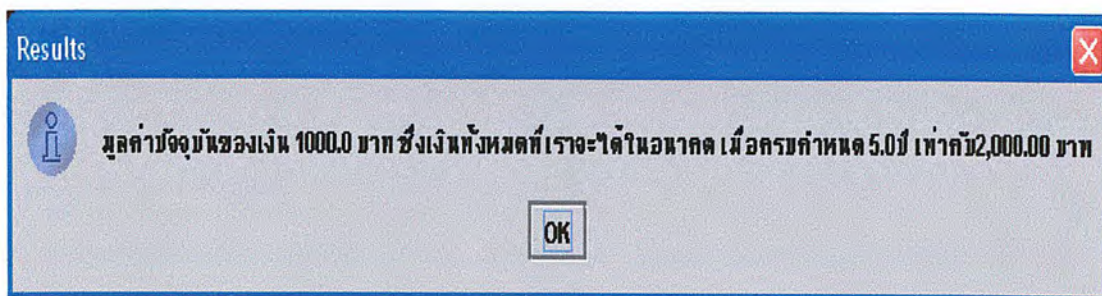 Results
มูลค่าปัจจุบันของเงิน 1000.0 บาท ซึ่งเงินทั้งหมดที่เราจะได้ในอนาคต เมื่อครบกำหนด 5.0ปี เท่ากับ2,000.00 บาท
OK